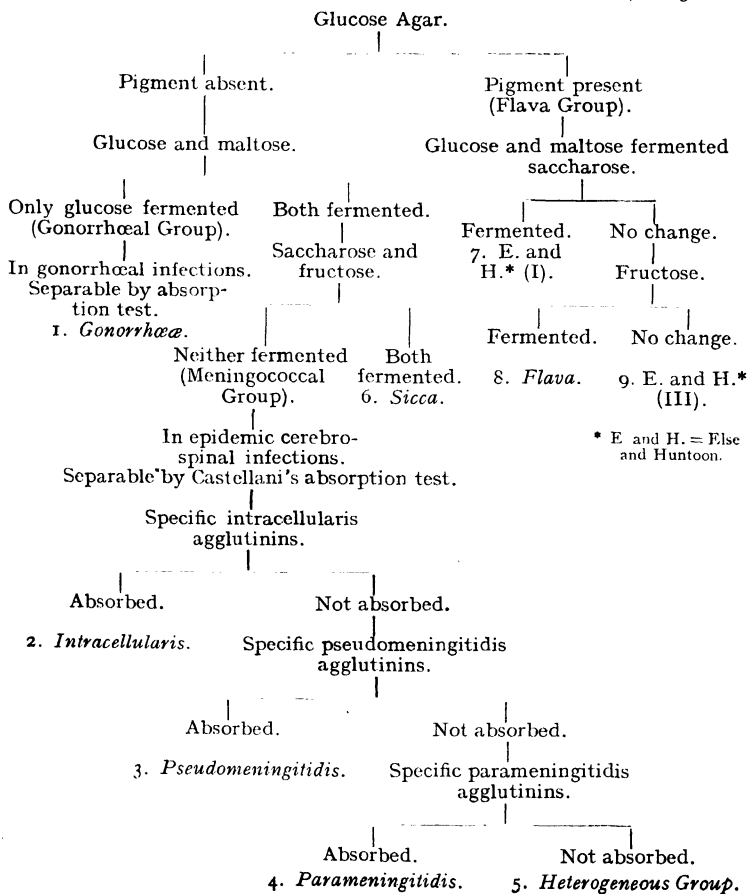 Glucose Agar.
Pigment absent.
Pigment present
(Flava Group).
Glucose and maltose.
Glucose and maltose fermented
saccharose.
Only glucose fermented
(Gonorrhœal Group).
Both fermented.
Fermented.
7. E. and
H.* (I).
No change.
In gonorrhœal infections.
Separable by absorp-
tion test.
1. GonorrhϾ.
Saccharose and
fructose.
Fructose.
Neither fermented
(Meningococcal
Group).
Both
fermented.
6. Sicca.
Fermented.
8. Flava.
No change.
9. E. and H.*
(III).
In epidemic cerebro-
spinal infections.
Separable by Castellani's absorption test.
* E and H. = Else
and Huntoon.
Specific intracellularis
agglutinins.
Absorbed.
Not absorbed.
2. Intracellularis.
Specific pseudomeningitidis
agglutinins.
Absorbed.
Not absorbed.
3. Pseudomeningitidis.
Specific parameningitidis
agglutinins.
Absorbed.
Not absorbed.
4. Parameningitidis.
5. Heterogeneous Group.